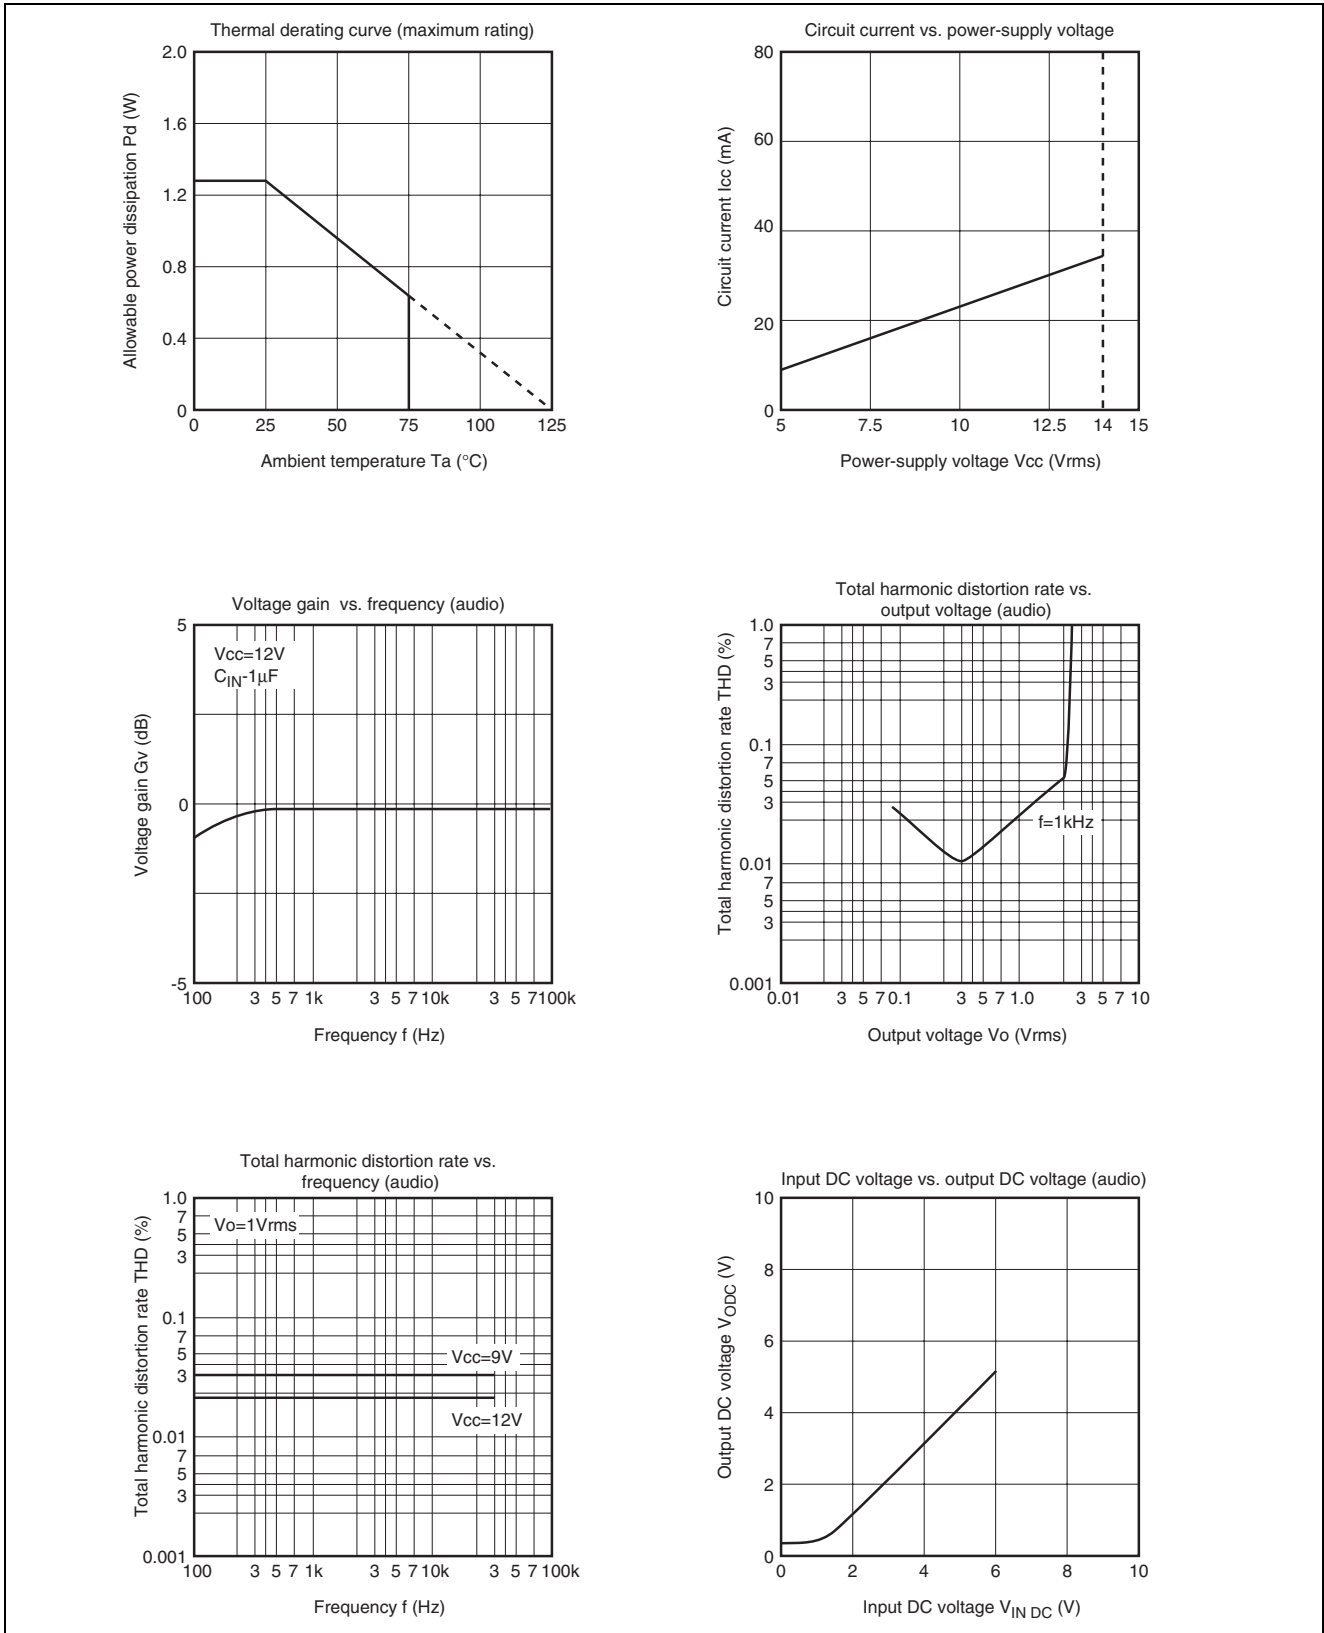 Thermal derating curve (maximum rating)
Allowable power dissipation Pd (W)
2.0
1.6
1.2
0.8
0.4
0
0 25 50 75 100 125
Ambient temperature Ta (°C)
Circuit current vs. power-supply voltage
Circuit current Icc (mA)
80
60
40
20
0
5 7.5 10 12.5 14 15
Power-supply voltage Vcc (Vrms)
Voltage gain vs. frequency (audio)
Voltage gain Gv (dB)
5
Vcc=12V
CIN-1μF
0
-5
100 3 5 7 1k 3 5 7 10k 3 5 7 100k
Frequency f (Hz)
Total harmonic distortion rate vs.
output voltage (audio)
Total harmonic distortion rate THD (%)
1.0
7
5
3
0.1
7
5
3
f=1kHz
0.01
7
5
3
0.001
0.01 3 5 7 0.1 3 5 7 1.0 3 5 7 10
Output voltage Vo (Vrms)
Total harmonic distortion rate vs.
frequency (audio)
Total harmonic distortion rate THD (%)
1.0
7
Vo=1Vrms
5
3
0.1
7
5
Vcc=9V
3
Vcc=12V
0.01
7
5
3
0.001
100 3 5 7 1k 3 5 7 10k 3 5 7 100k
Frequency f (Hz)
Input DC voltage vs. output DC voltage (audio)
Output DC voltage VODC (V)
10
8
6
4
2
0
0 2 4 6 8 10
Input DC voltage VIN DC (V)